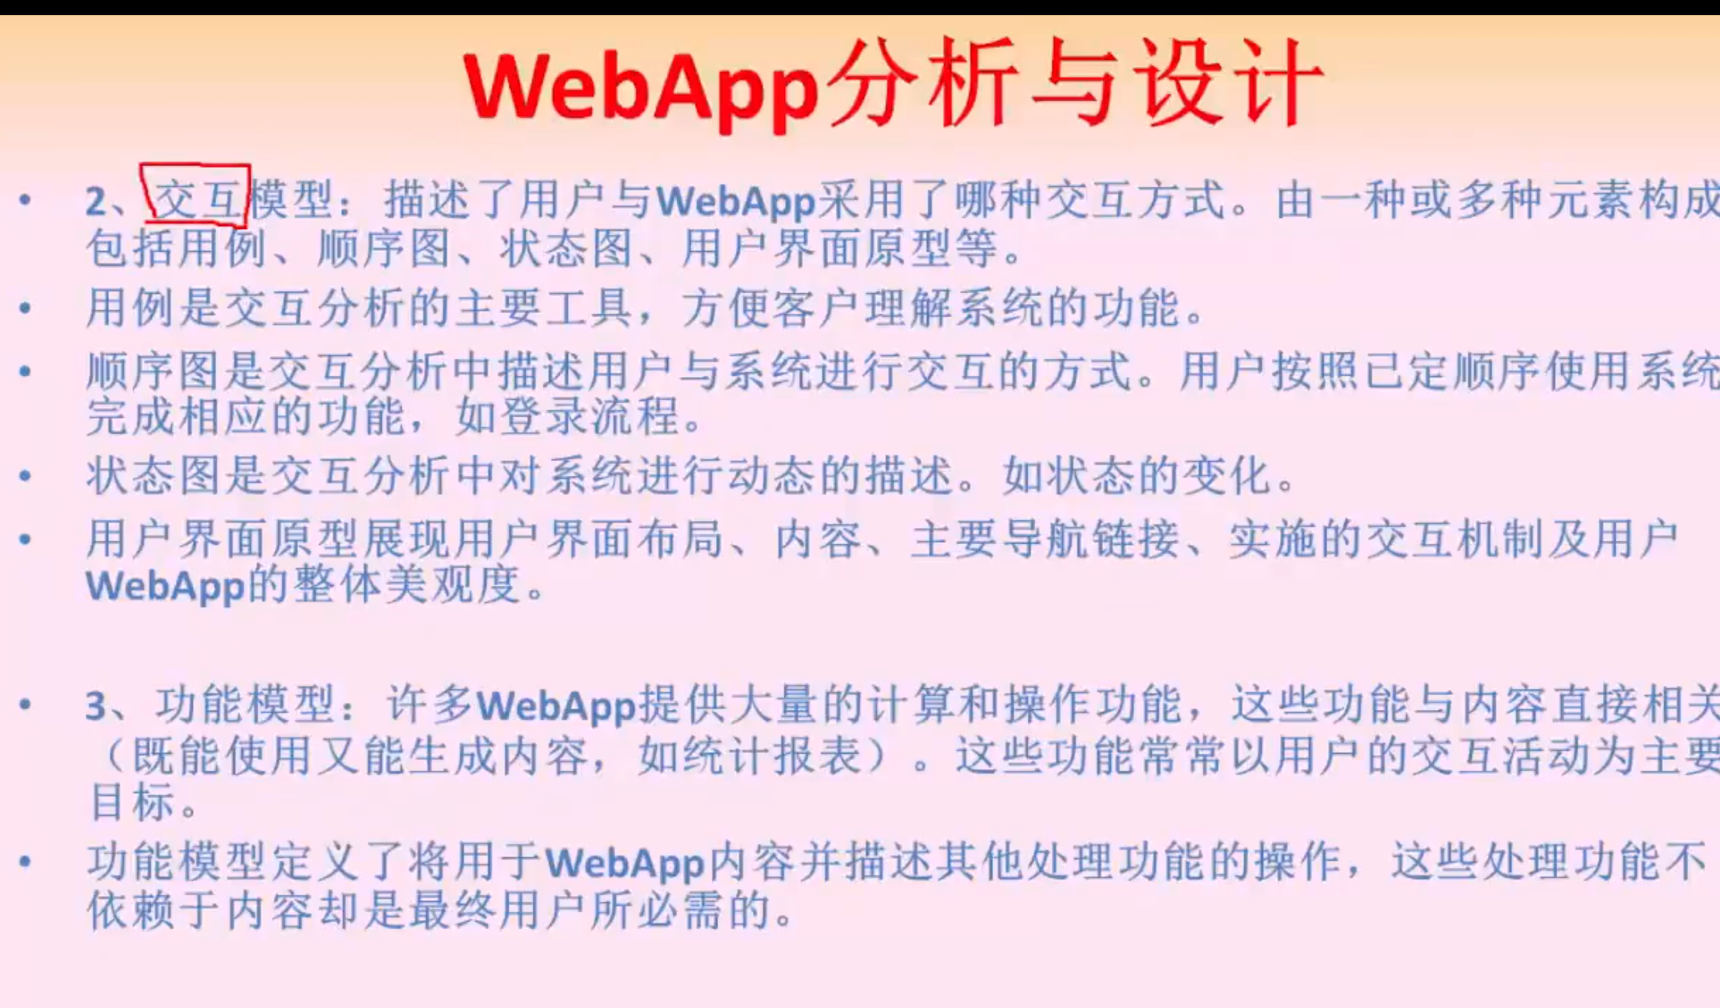 WebApp分析与设计
• 2、交互模型：描述了用户与WebApp采用了哪种交互方式。由一种或多种元素构成
包括用例、顺序图、状态图、用户界面原型等。
• 用例是交互分析的主要工具，方便客户理解系统的功能。
• 顺序图是交互分析中描述用户与系统进行交互的方式。用户按照已定顺序使用系统
完成相应的功能，如登录流程。
• 状态图是交互分析中对系统进行动态的描述。如状态的变化。
• 用户界面原型展现用户界面布局、内容、主要导航链接、实施的交互机制及用户
WebApp的整体美观度。
• 3、功能模型：许多WebApp提供大量的计算和操作功能，这些功能与内容直接相关
（既能使用又能生成内容，如统计报表）。这些功能常常以用户的交互活动为主要
目标。
• 功能模型定义了将用于WebApp内容并描述其他处理功能的操作，这些处理功能不
依赖于内容却是最终用户所必需的。